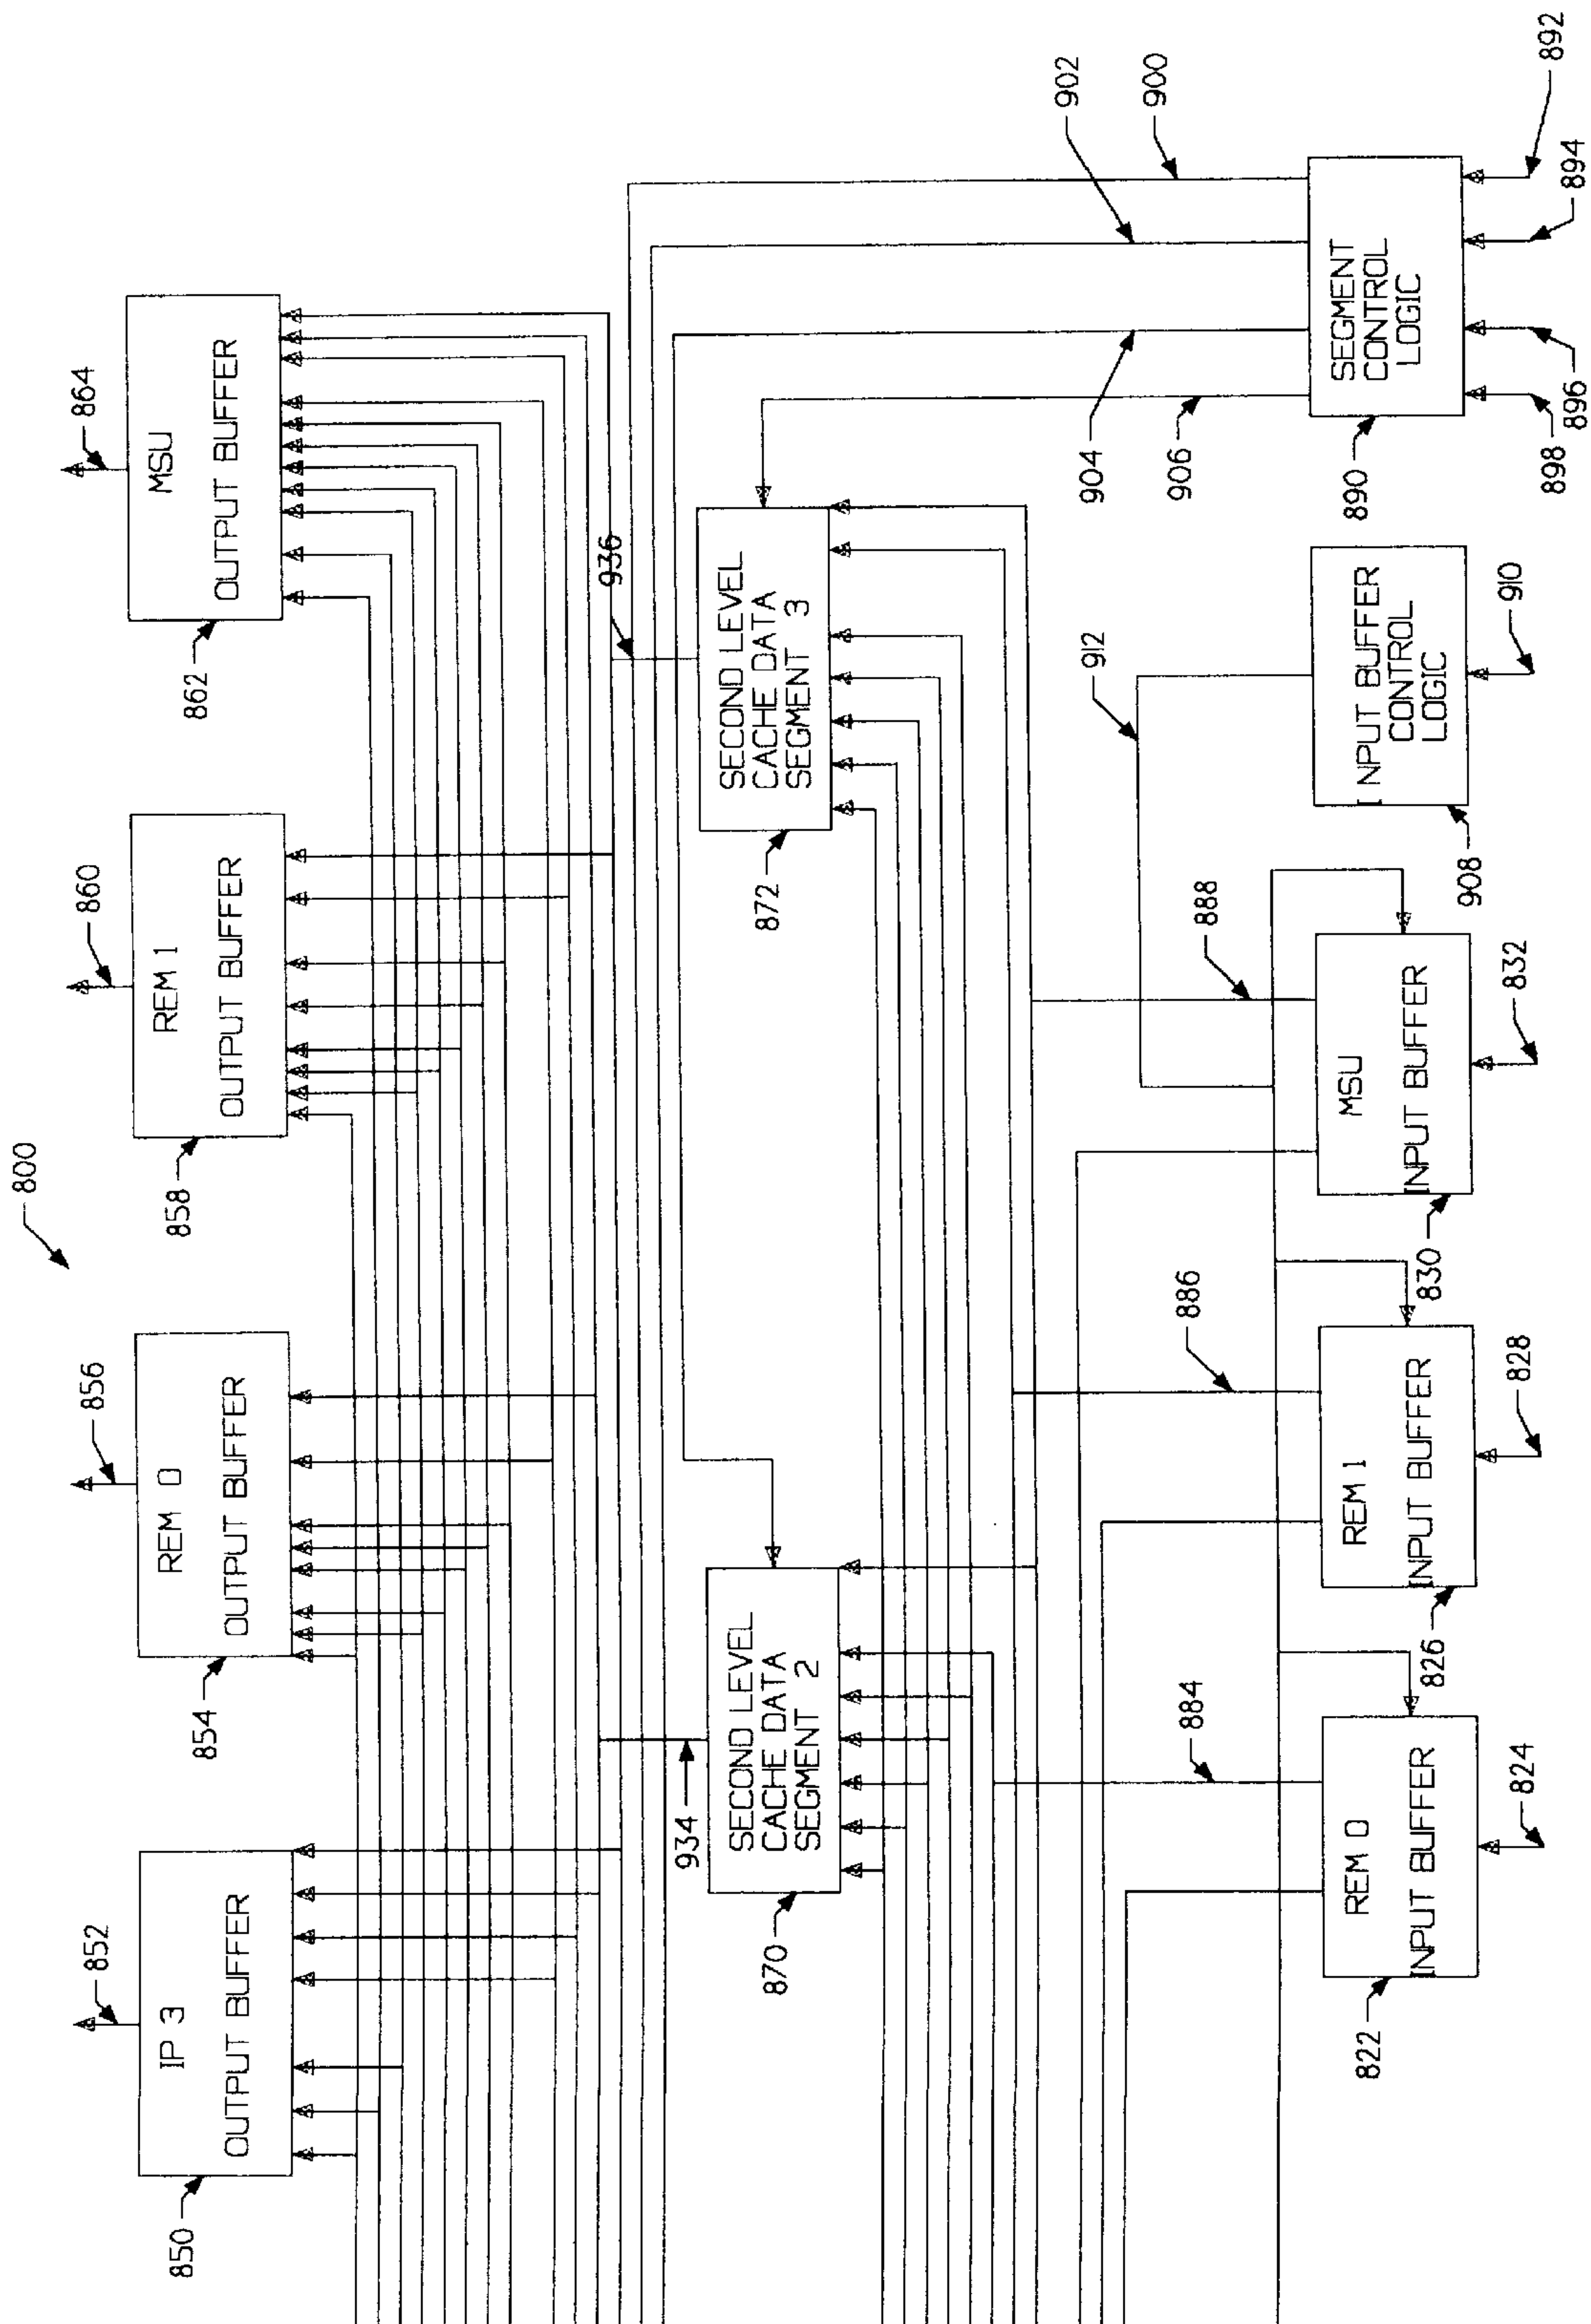 800
852
IP 3
OUTPUT BUFFER
850
856
REM 0
OUTPUT BUFFER
854
860
REM 1
OUTPUT BUFFER
858
864
MSU
OUTPUT BUFFER
862
934
SECOND LEVEL
CACHE DATA
SEGMENT 2
870
936
SECOND LEVEL
CACHE DATA
SEGMENT 3
872
884
REM 0
INPUT BUFFER
822
824
886
REM 1
INPUT BUFFER
826
828
888
MSU
INPUT BUFFER
830
832
912
INPUT BUFFER
CONTROL
LOGIC
908
910
906
904
902
900
SEGMENT
CONTROL
LOGIC
890
898
896
894
892